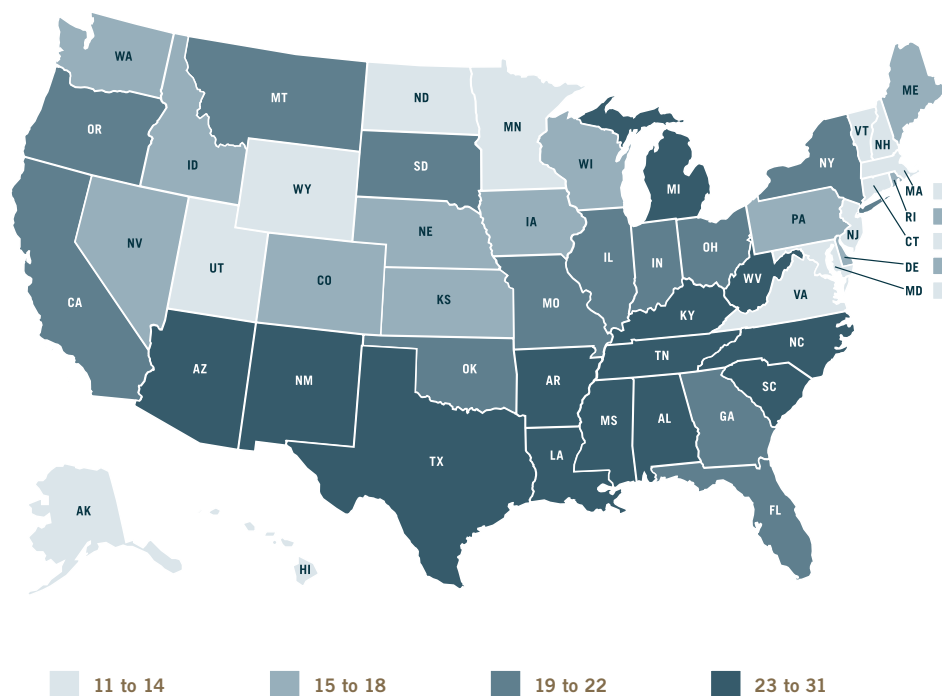 WA
MT
ND
MN
ME
VT
NH
OR
ID
SD
WI
NY
MA
WY
MI
RI
NV
NE
IA
PA
CT
UT
IL
IN
OH
NJ
DE
CO
WV
MD
CA
KS
MO
KY
VA
AZ
NM
OK
AR
TN
NC
SC
MS
AL
GA
TX
LA
FL
AK
HI
11 to 14
15 to 18
19 to 22
23 to 31